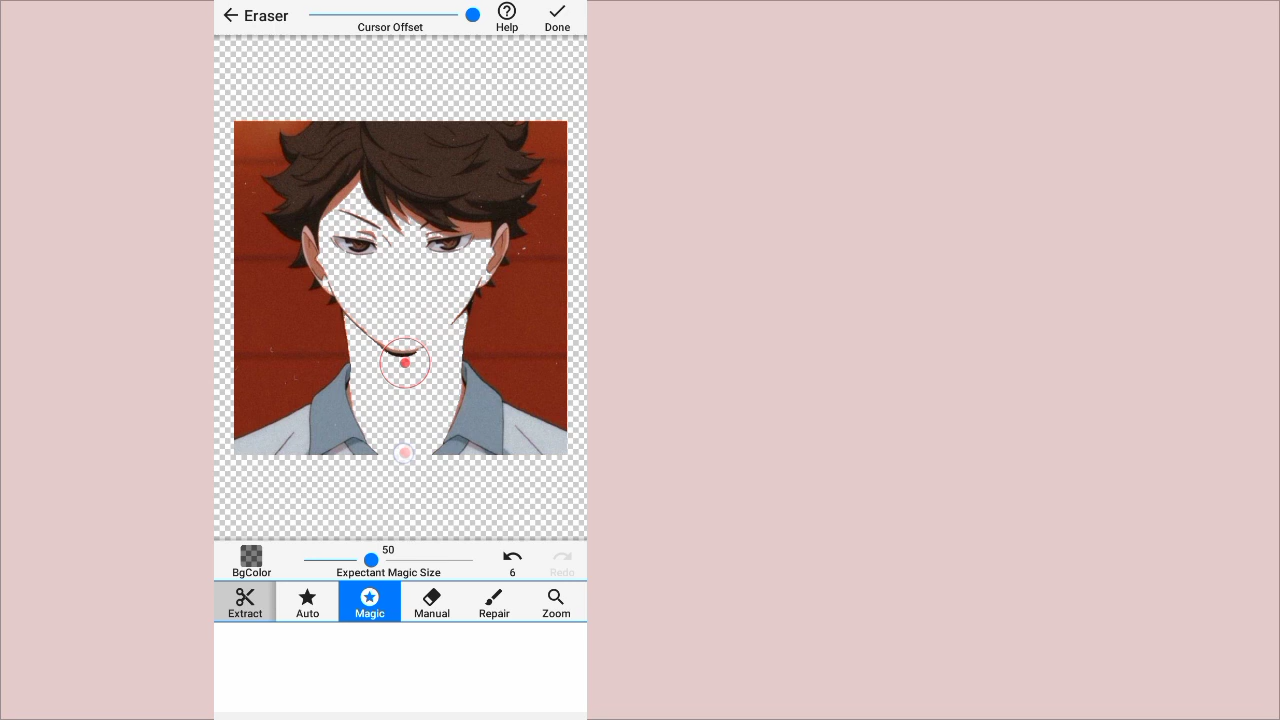 Eraser
Cursor Offset
Help
Done
50
BgColor
Expectant Magic Size
6
Redo
Extract
Auto
Magic
Manual
Repair
Zoom